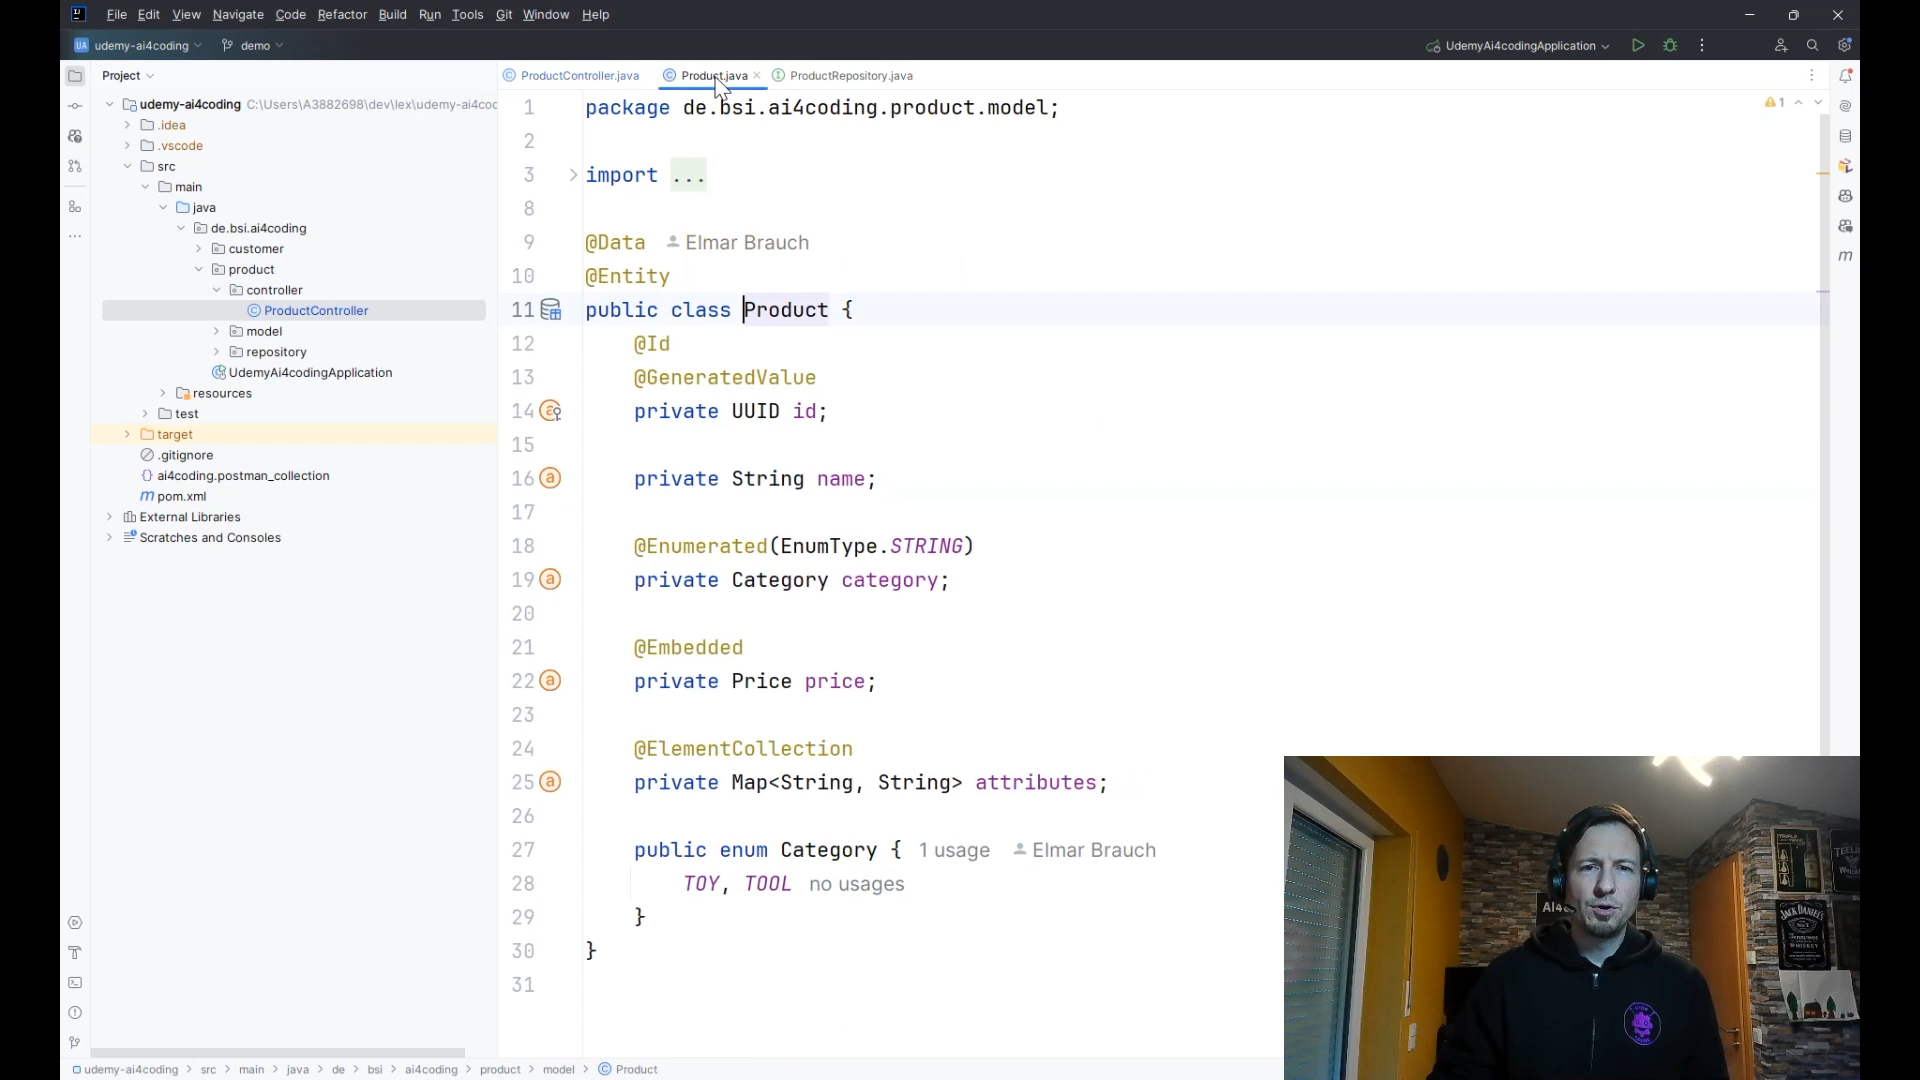 File Edit View Navigate Code Refactor Build Run Tools Git Window Help
UA udemy-ai4coding demo UdemyAi4codingApplication
Project
ProductController.java Product.java ProductRepository.java
udemy-ai4coding C:\Users\A3882698\dev\lex\udemy-ai4coc
.idea
.vscode
src
main
java
de.bsi.ai4coding
customer
product
controller
ProductController
model
repository
UdemyAi4codingApplication
resources
test
target
.gitignore
ai4coding.postman_collection
pom.xml
External Libraries
Scratches and Consoles
1 package de.bsi.ai4coding.product.model;
2
3 import ...
8
9 @Data Elmar Brauch
10 @Entity
11 public class Product {
12 @Id
13 @GeneratedValue
14 private UUID id;
15
16 private String name;
17
18 @Enumerated(EnumType.STRING)
19 private Category category;
20
21 @Embedded
22 private Price price;
23
24 @ElementCollection
25 private Map<String, String> attributes;
26
27 public enum Category { 1 usage Elmar Brauch
28 TOY, TOOL no usages
29 }
30 }
31
1
udemy-ai4coding > src > main > java > de > bsi > ai4coding > product > model > Product
JACK DANIEL'S
WHISKEY